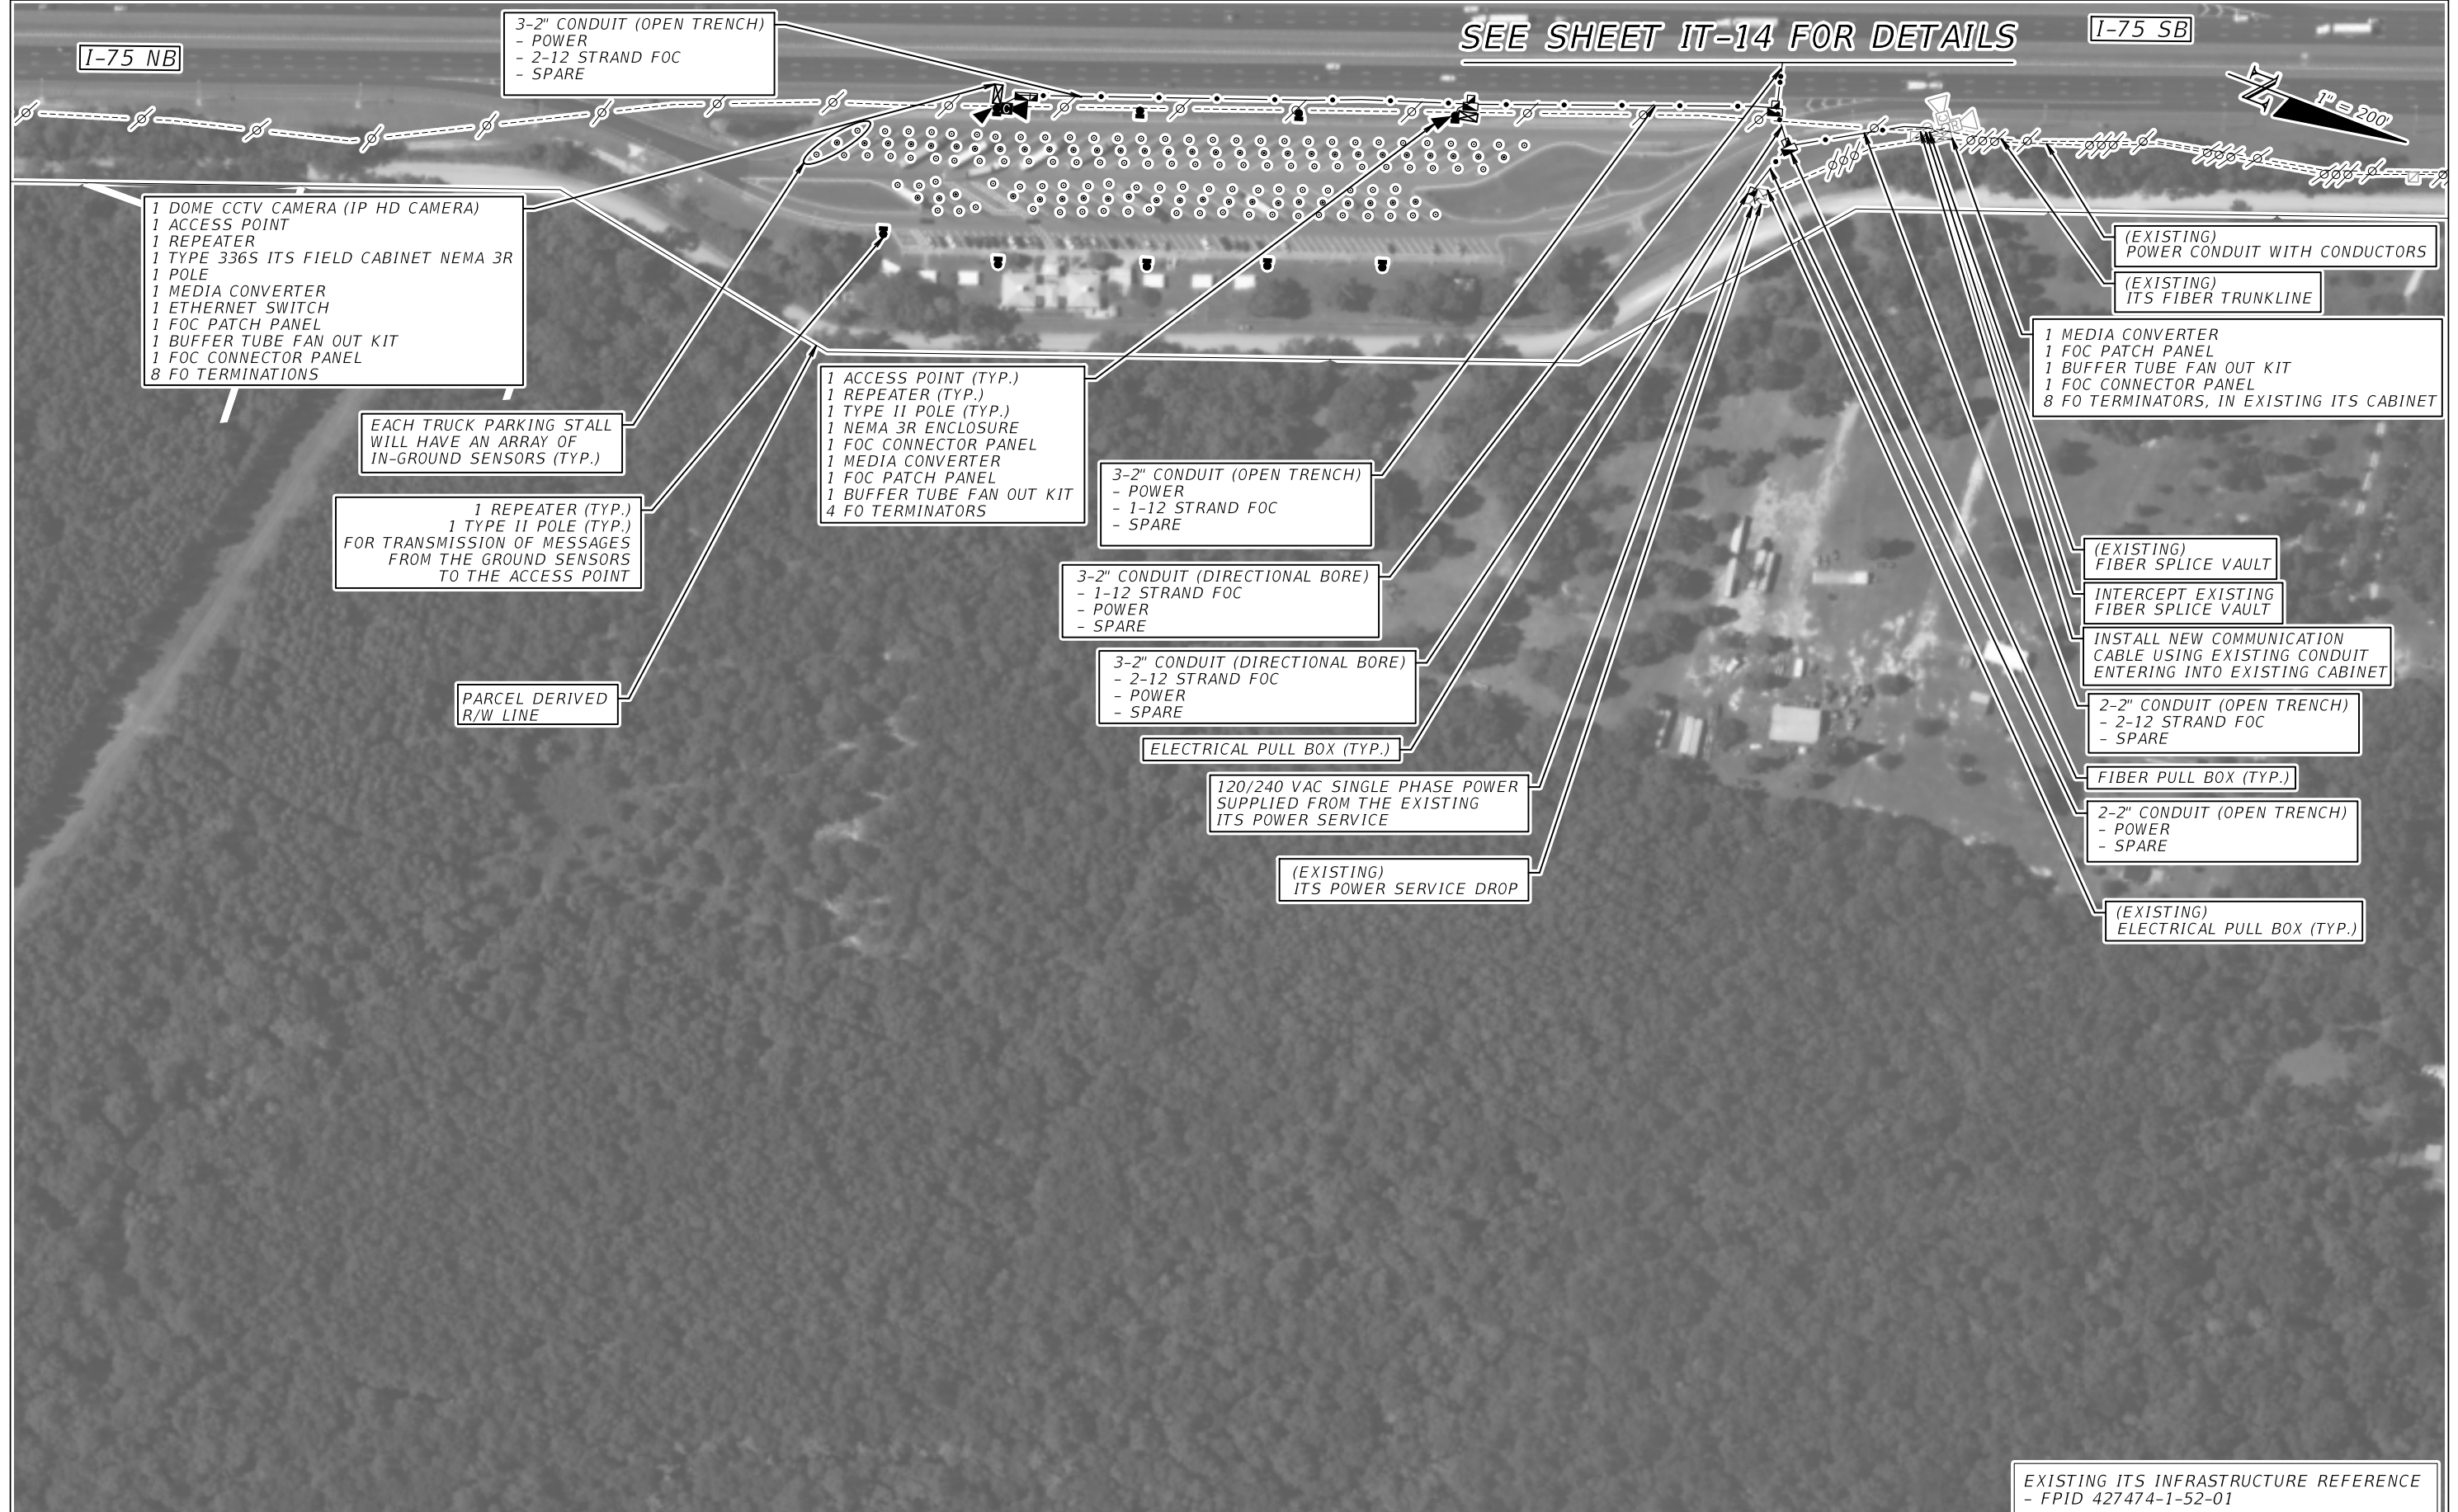 3-2" CONDUIT (OPEN TRENCH)
- POWER
- 2-12 STRAND FOC
- SPARE
SEE SHEET IT-14 FOR DETAILS
I-75 SB
I-75 NB
N
1" = 200'
1 DOME CCTV CAMERA (IP HD CAMERA)
1 ACCESS POINT
1 REPEATER
1 TYPE 336S ITS FIELD CABINET NEMA 3R
1 POLE
1 MEDIA CONVERTER
1 ETHERNET SWITCH
1 FOC PATCH PANEL
1 BUFFER TUBE FAN OUT KIT
1 FOC CONNECTOR PANEL
8 FO TERMINATIONS
(EXISTING)
POWER CONDUIT WITH CONDUCTORS
(EXISTING)
ITS FIBER TRUNKLINE
1 MEDIA CONVERTER
1 FOC PATCH PANEL
1 BUFFER TUBE FAN OUT KIT
1 FOC CONNECTOR PANEL
8 FO TERMINATORS, IN EXISTING ITS CABINET
1 ACCESS POINT (TYP.)
1 REPEATER (TYP.)
1 TYPE II POLE (TYP.)
1 NEMA 3R ENCLOSURE
1 FOC CONNECTOR PANEL
1 MEDIA CONVERTER
1 FOC PATCH PANEL
1 BUFFER TUBE FAN OUT KIT
4 FO TERMINATORS
EACH TRUCK PARKING STALL
WILL HAVE AN ARRAY OF
IN-GROUND SENSORS (TYP.)
3-2" CONDUIT (OPEN TRENCH)
- POWER
- 1-12 STRAND FOC
- SPARE
1 REPEATER (TYP.)
1 TYPE II POLE (TYP.)
FOR TRANSMISSION OF MESSAGES
FROM THE GROUND SENSORS
TO THE ACCESS POINT
(EXISTING)
FIBER SPLICE VAULT
3-2" CONDUIT (DIRECTIONAL BORE)
- 1-12 STRAND FOC
- POWER
- SPARE
INTERCEPT EXISTING
FIBER SPLICE VAULT
INSTALL NEW COMMUNICATION
CABLE USING EXISTING CONDUIT
ENTERING INTO EXISTING CABINET
3-2" CONDUIT (DIRECTIONAL BORE)
- 2-12 STRAND FOC
- POWER
- SPARE
PARCEL DERIVED
R/W LINE
2-2" CONDUIT (OPEN TRENCH)
- 2-12 STRAND FOC
- SPARE
ELECTRICAL PULL BOX (TYP.)
FIBER PULL BOX (TYP.)
120/240 VAC SINGLE PHASE POWER
SUPPLIED FROM THE EXISTING
ITS POWER SERVICE
2-2" CONDUIT (OPEN TRENCH)
- POWER
- SPARE
(EXISTING)
ITS POWER SERVICE DROP
(EXISTING)
ELECTRICAL PULL BOX (TYP.)
EXISTING ITS INFRASTRUCTURE REFERENCE
- FPID 427474-1-52-01